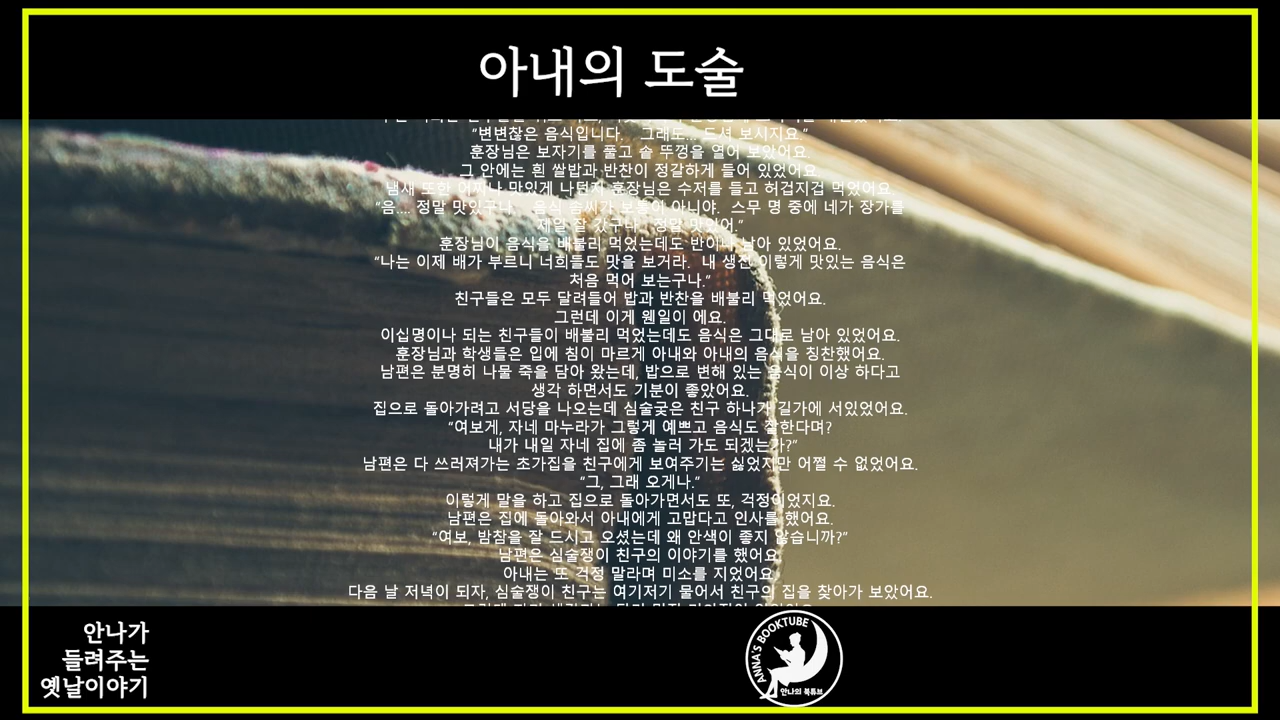 아내의 도술
“변변찮은 음식입니다. 그래도... 드셔 보시지요.”
훈장님은 보자기를 풀고 솥 뚜껑을 열어 보았어요.
그 안에는 흰 쌀밥과 반찬이 정갈하게 들어 있었어요.
냄새 또한 어찌나 맛있게 나던지 훈장님은 수저를 들고 허겁지겁 먹었어요.
“음.... 정말 맛있구나. 음식 솜씨가 보통이 아니야. 스무 명 중에 네가 장가를
제일 잘 갔구나. 정말 맛있어.”
훈장님이 음식을 배불리 먹었는데도 반이나 남아 있었어요.
“나는 이제 배가 부르니 너희들도 맛을 보거라. 내 생전 이렇게 맛있는 음식은
처음 먹어 보는구나.”
친구들은 모두 달려들어 밥과 반찬을 배불리 먹었어요.
그런데 이게 웬일이 에요.
이십명이나 되는 친구들이 배불리 먹었는데도 음식은 그대로 남아 있었어요.
훈장님과 학생들은 입에 침이 마르게 아내와 아내의 음식을 칭찬했어요.
남편은 분명히 나물 죽을 담아 왔는데, 밥으로 변해 있는 음식이 이상 하다고
생각 하면서도 기분이 좋았어요.
집으로 돌아가려고 서당을 나오는데 심술궂은 친구 하나가 길가에 서있었어요.
“여보게, 자네 마누라가 그렇게 예쁘고 음식도 잘한다며?
내가 내일 자네 집에 좀 놀러 가도 되겠는가?”
남편은 다 쓰러져가는 초가집을 친구에게 보여주기는 싫었지만 어쩔 수 없었어요.
“그, 그래 오게나.”
이렇게 말을 하고 집으로 돌아가면서도 또, 걱정이었지요.
남편은 집에 돌아와서 아내에게 고맙다고 인사를 했어요.
“여보, 밤참을 잘 드시고 오셨는데 왜 안색이 좋지 않습니까?”
남편은 심술쟁이 친구의 이야기를 했어요.
아내는 또 걱정 말라며 미소를 지었어요.
다음 날 저녁이 되자, 심술쟁이 친구는 여기저기 물어서 친구의 집을 찾아가 보았어요.
안나가
들려주는
옛날이야기
ANNA'S BOOKTUBE
안나의 북튜브